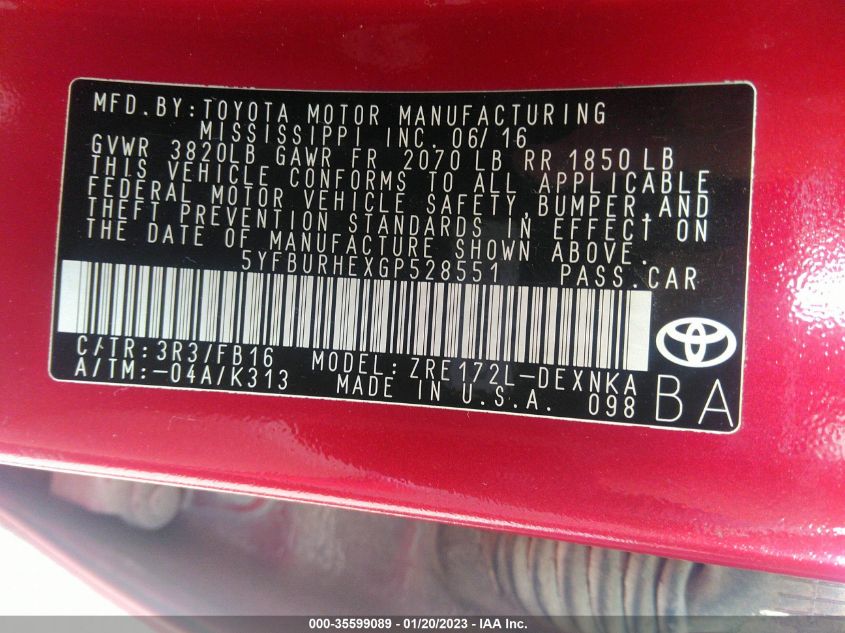 MFD.BY:TOYOTA MOTOR MANUFACTURING
MISSISSIPPI INC. 06/16
GVWR 3820LB GAWR FR 2070 LB RR 1850 LB
THIS VEHICLE CONFORMS TO ALL APPLICABLE
FEDERAL MOTOR VEHICLE SAFETY,BUMPER,AND
THEFT PREVENTION STANDARDS IN EFFECT ON
THE DATE OF MANUFACTURE SHOWN ABOVE.
5YFBURHEXGP528551 PASS.CAR
C/TR:3R3/FB16 MODEL:ZRE172L-DEXNKA
A/TM:-04A/K313 MADE IN U.S.A. 098 BA
000-35599089 - 01/20/2023 - IAA Inc.